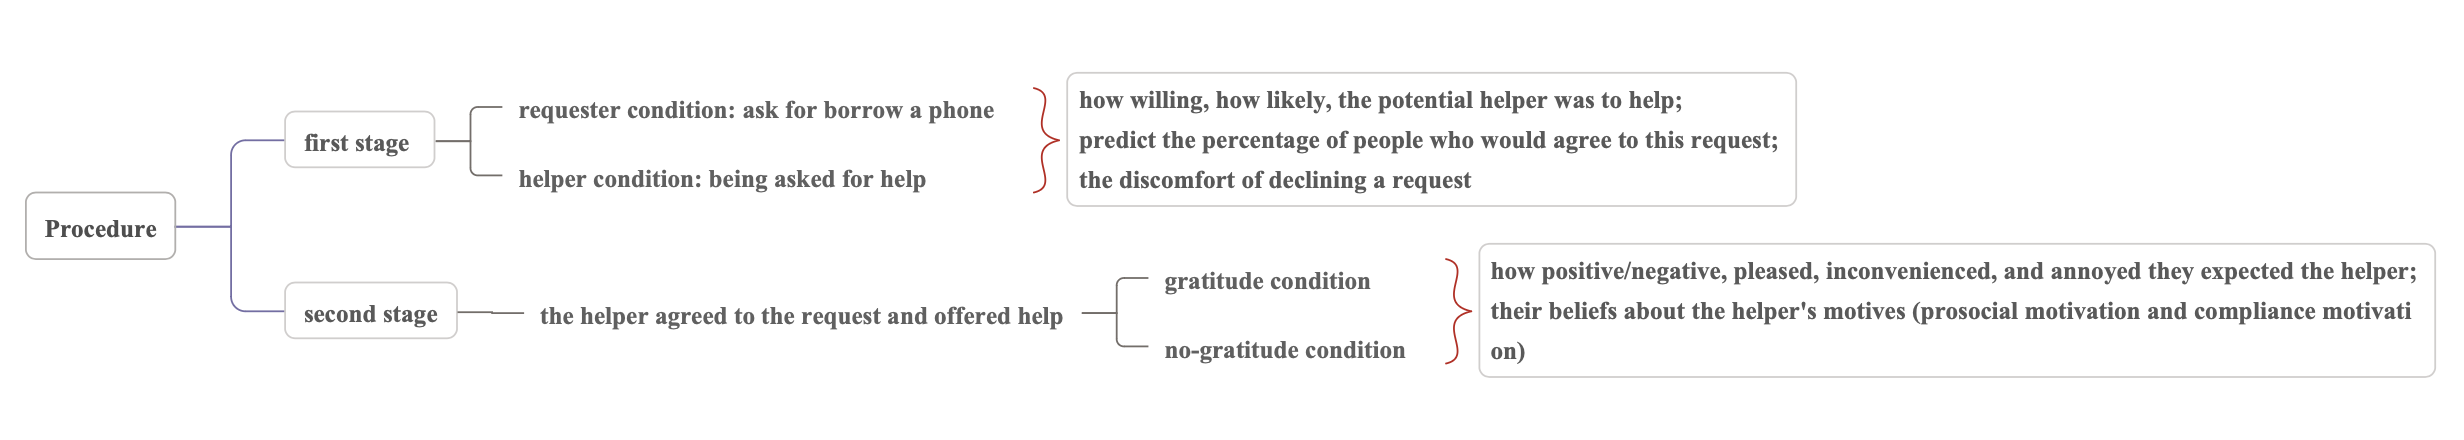 Procedure
first stage
requester condition: ask for borrow a phone
helper condition: being asked for help
how willing, how likely, the potential helper was to help;
predict the percentage of people who would agree to this request;
the discomfort of declining a request
second stage
the helper agreed to the request and offered help
gratitude condition
no-gratitude condition
how positive/negative, pleased, inconvenienced, and annoyed they expected the helper;
their beliefs about the helper's motives (prosocial motivation and compliance motivati
on)